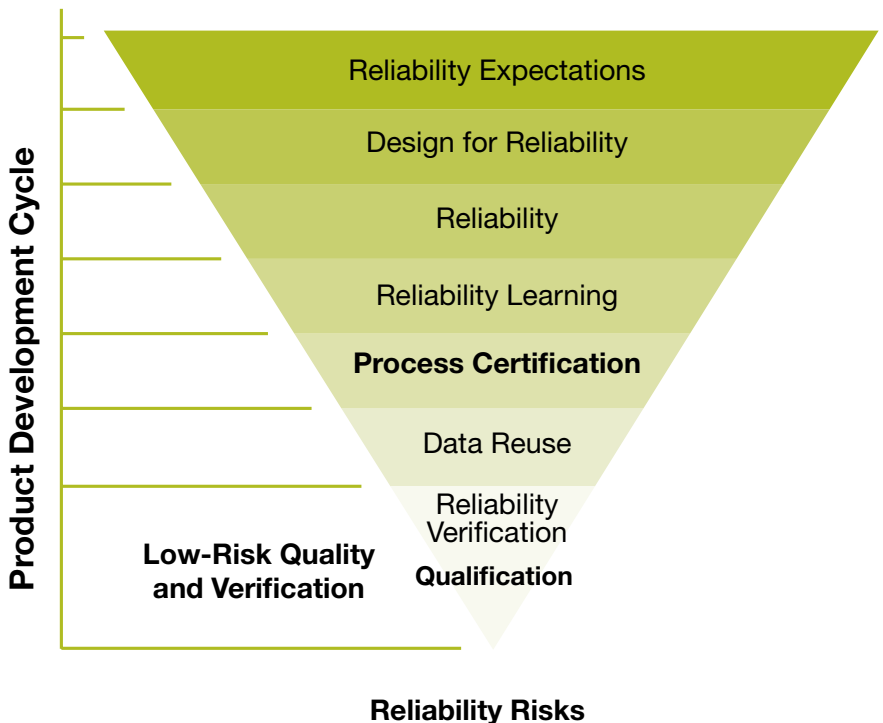 Product Development Cycle
Reliability Expectations
Design for Reliability
Reliability
Reliability Learning
Process Certification
Data Reuse
Reliability
Verification
Low-Risk Quality
and Verification
Qualification
Reliability Risks